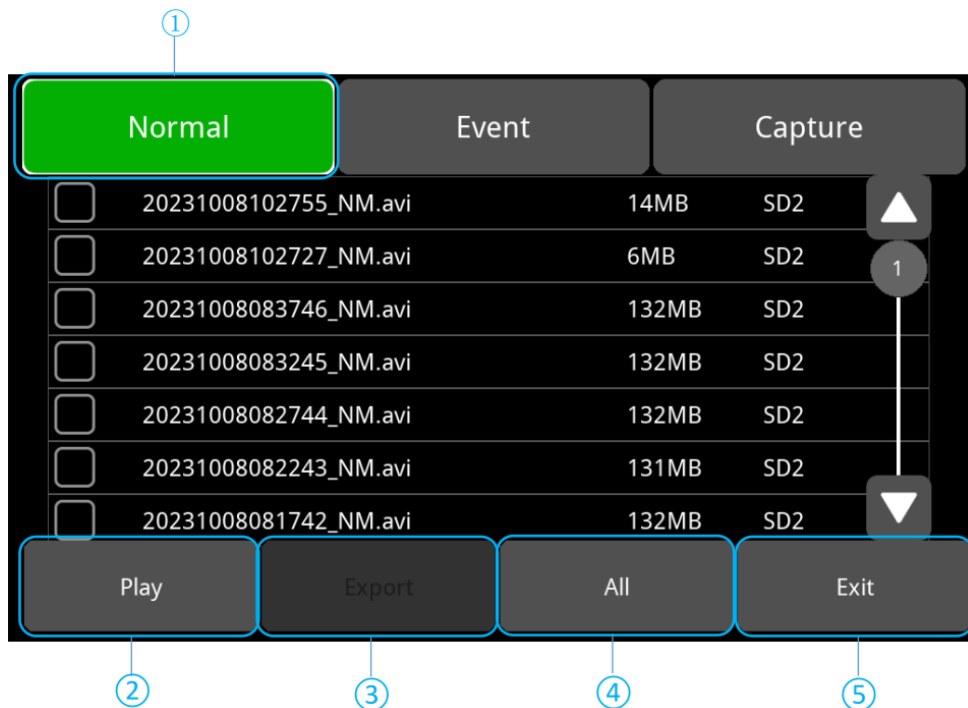 ①
Normal Event Capture
20231008102755_NM.avi 14MB SD2
20231008102727_NM.avi 6MB SD2
1
20231008083746_NM.avi 132MB SD2
20231008083245_NM.avi 132MB SD2
20231008082744_NM.avi 132MB SD2
20231008082243_NM.avi 131MB SD2
20231008081742_NM.avi 132MB SD2
Play Export All Exit
② ③ ④ ⑤